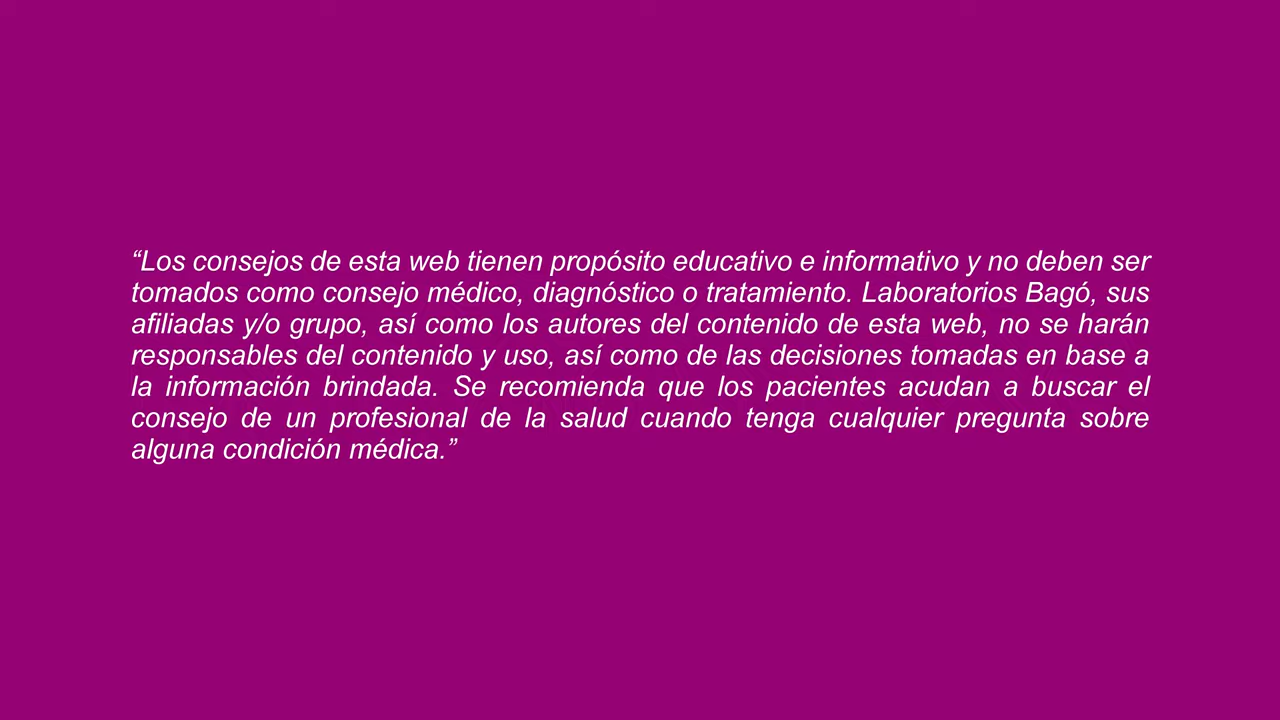 “Los consejos de esta web tienen propósito educativo e informativo y no deben ser
tomados como consejo médico, diagnóstico o tratamiento. Laboratorios Bagó, sus
afiliadas y/o grupo, así como los autores del contenido de esta web, no se harán
responsables del contenido y uso, así como de las decisiones tomadas en base a
la información brindada. Se recomienda que los pacientes acudan a buscar el
consejo de un profesional de la salud cuando tenga cualquier pregunta sobre
alguna condición médica.”